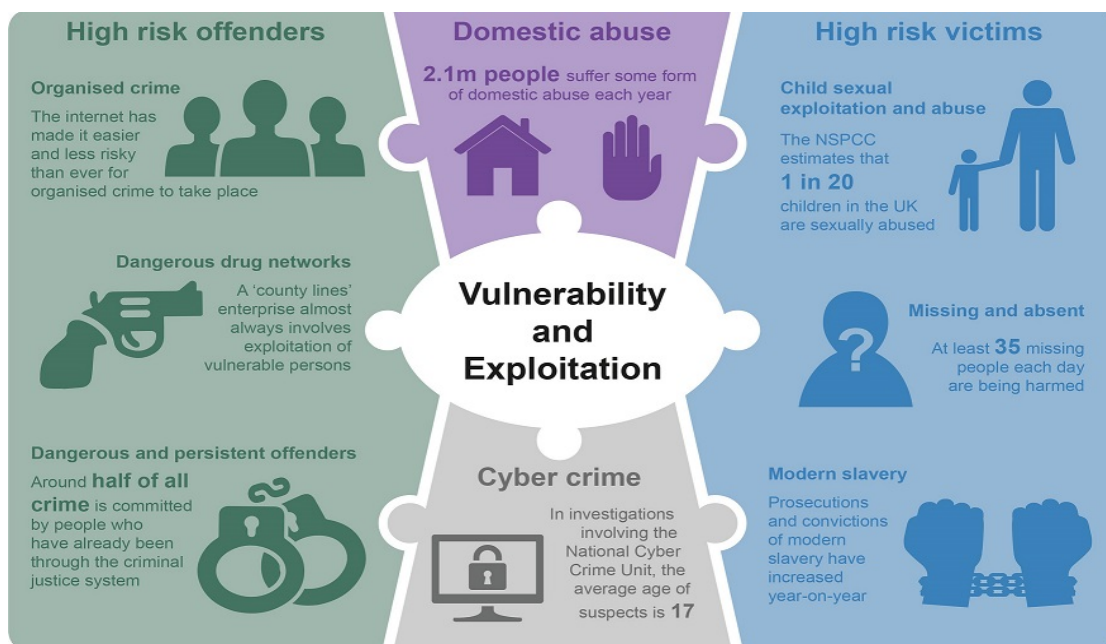 High risk offenders
Organised crime
The internet has
made it easier
and less risky
than ever for
organised crime to take place
Dangerous drug networks
A ‘county lines’
enterprise almost
always involves
exploitation of
vulnerable persons
Dangerous and persistent offenders
Around half of all
crime is committed
by people who
have already been
through the criminal
justice system
Domestic abuse
2.1m people suffer some form
of domestic abuse each year
Vulnerability
and
Exploitation
Cyber crime
In investigations
involving the
National Cyber
Crime Unit, the
average age of
suspects is 17
High risk victims
Child sexual
exploitation and abuse
The NSPCC
estimates that
1 in 20
children in the UK
are sexually abused
?
Missing and absent
At least 35 missing
people each day
are being harmed
Modern slavery
Prosecutions
and convictions
of modern
slavery have
increased
year-on-year